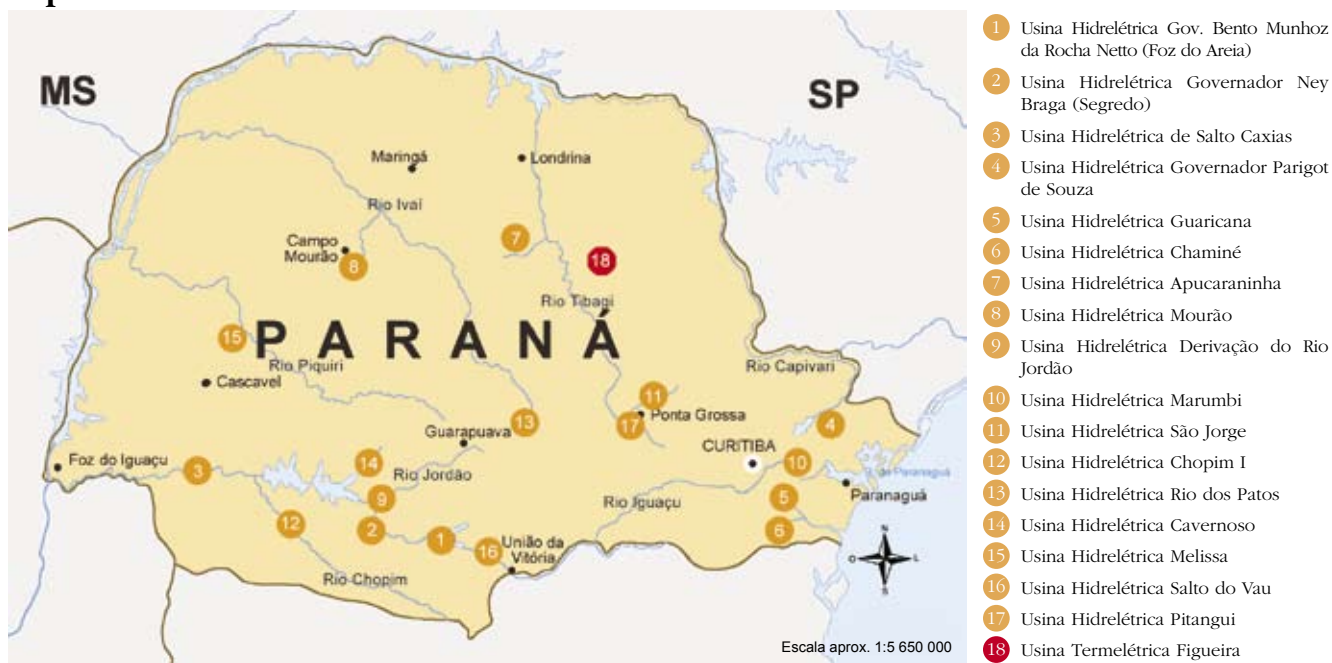 MS
SP
Maringá
Londrina
Rio Ivaí
Campo
Mourão
7
8
18
Rio Tibagi
15
PARANÁ
Rio Piquiri
Rio Capivari
Cascavel
11
Ponta Grossa
13
17
4
Guarapuava
CURITIBA
Foz do Iguaçu
3
14
Rio Jordão
10
Paranaguá
9
Rio Iguaçu
5
12
2
1
16
União da
Vitória
6
N
O
L
S
Rio Chopim
Escala aprox. 1:5 650 000
1 Usina Hidrelétrica Gov. Bento Munhoz
da Rocha Netto (Foz do Areia)
2 Usina Hidrelétrica Governador Ney
Braga (Segredo)
3 Usina Hidrelétrica de Salto Caxias
4 Usina Hidrelétrica Governador Parigot
de Souza
5 Usina Hidrelétrica Guaricana
6 Usina Hidrelétrica Chaminé
7 Usina Hidrelétrica Apucaraninha
8 Usina Hidrelétrica Mourão
9 Usina Hidrelétrica Derivação do Rio
Jordão
10 Usina Hidrelétrica Marumbi
11 Usina Hidrelétrica São Jorge
12 Usina Hidrelétrica Chopim I
13 Usina Hidrelétrica Rio dos Patos
14 Usina Hidrelétrica Cavernoso
15 Usina Hidrelétrica Melissa
16 Usina Hidrelétrica Salto do Vau
17 Usina Hidrelétrica Pitangui
18 Usina Termelétrica Figueira